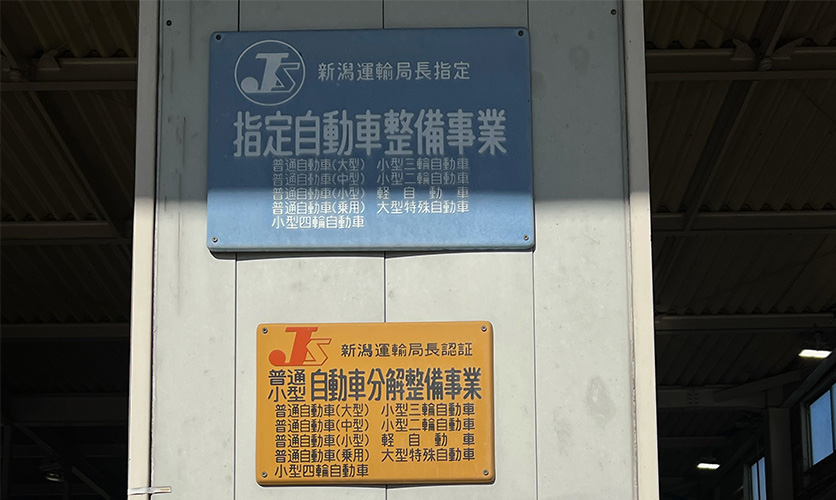 JS 新潟運輸局長指定
指定自動車整備事業
普通自動車(大型) 小型三輪自動車
普通自動車(中型) 小型二輪自動車
普通自動車(小型) 軽自動車
普通自動車(乗用) 大型特殊自動車
小型四輪自動車
JS 新潟運輸局長認証
普通 小型 自動車分解整備事業
普通自動車(大型) 小型三輪自動車
普通自動車(中型) 小型二輪自動車
普通自動車(小型) 軽自動車
普通自動車(乗用) 大型特殊自動車
小型四輪自動車